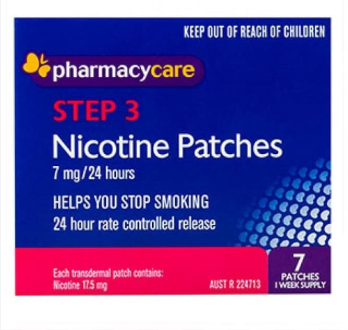 KEEP OUT OF REACH OF CHILDREN
pharmacycare
STEP 3
Nicotine Patches
7 mg/24 hours
HELPS YOU STOP SMOKING
24 hour rate controlled release
Each transdermal patch contains:
Nicotine 17.5 mg
AUST R 224713
7
PATCHES
1 WEEK SUPPLY